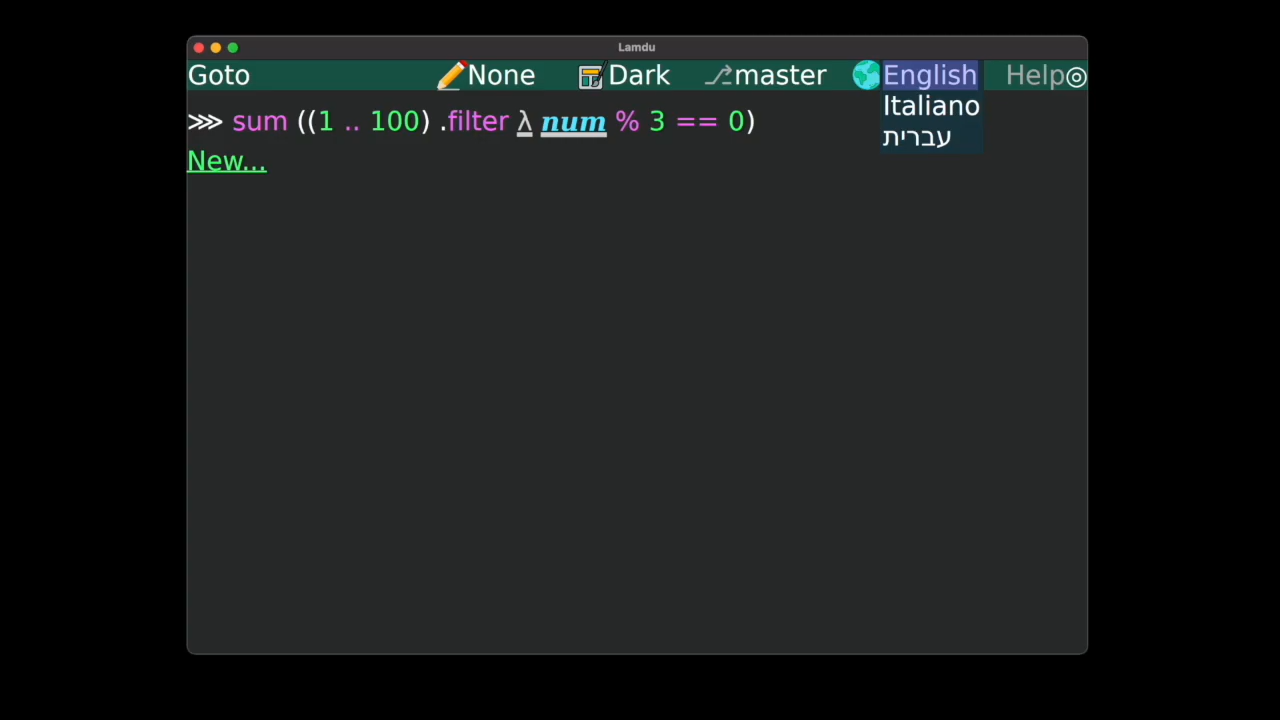 Lamdu
Goto None Dark master English Help
Italiano
עברית
⋙ sum ((1 .. 100) .filter λ num % 3 == 0)
New...